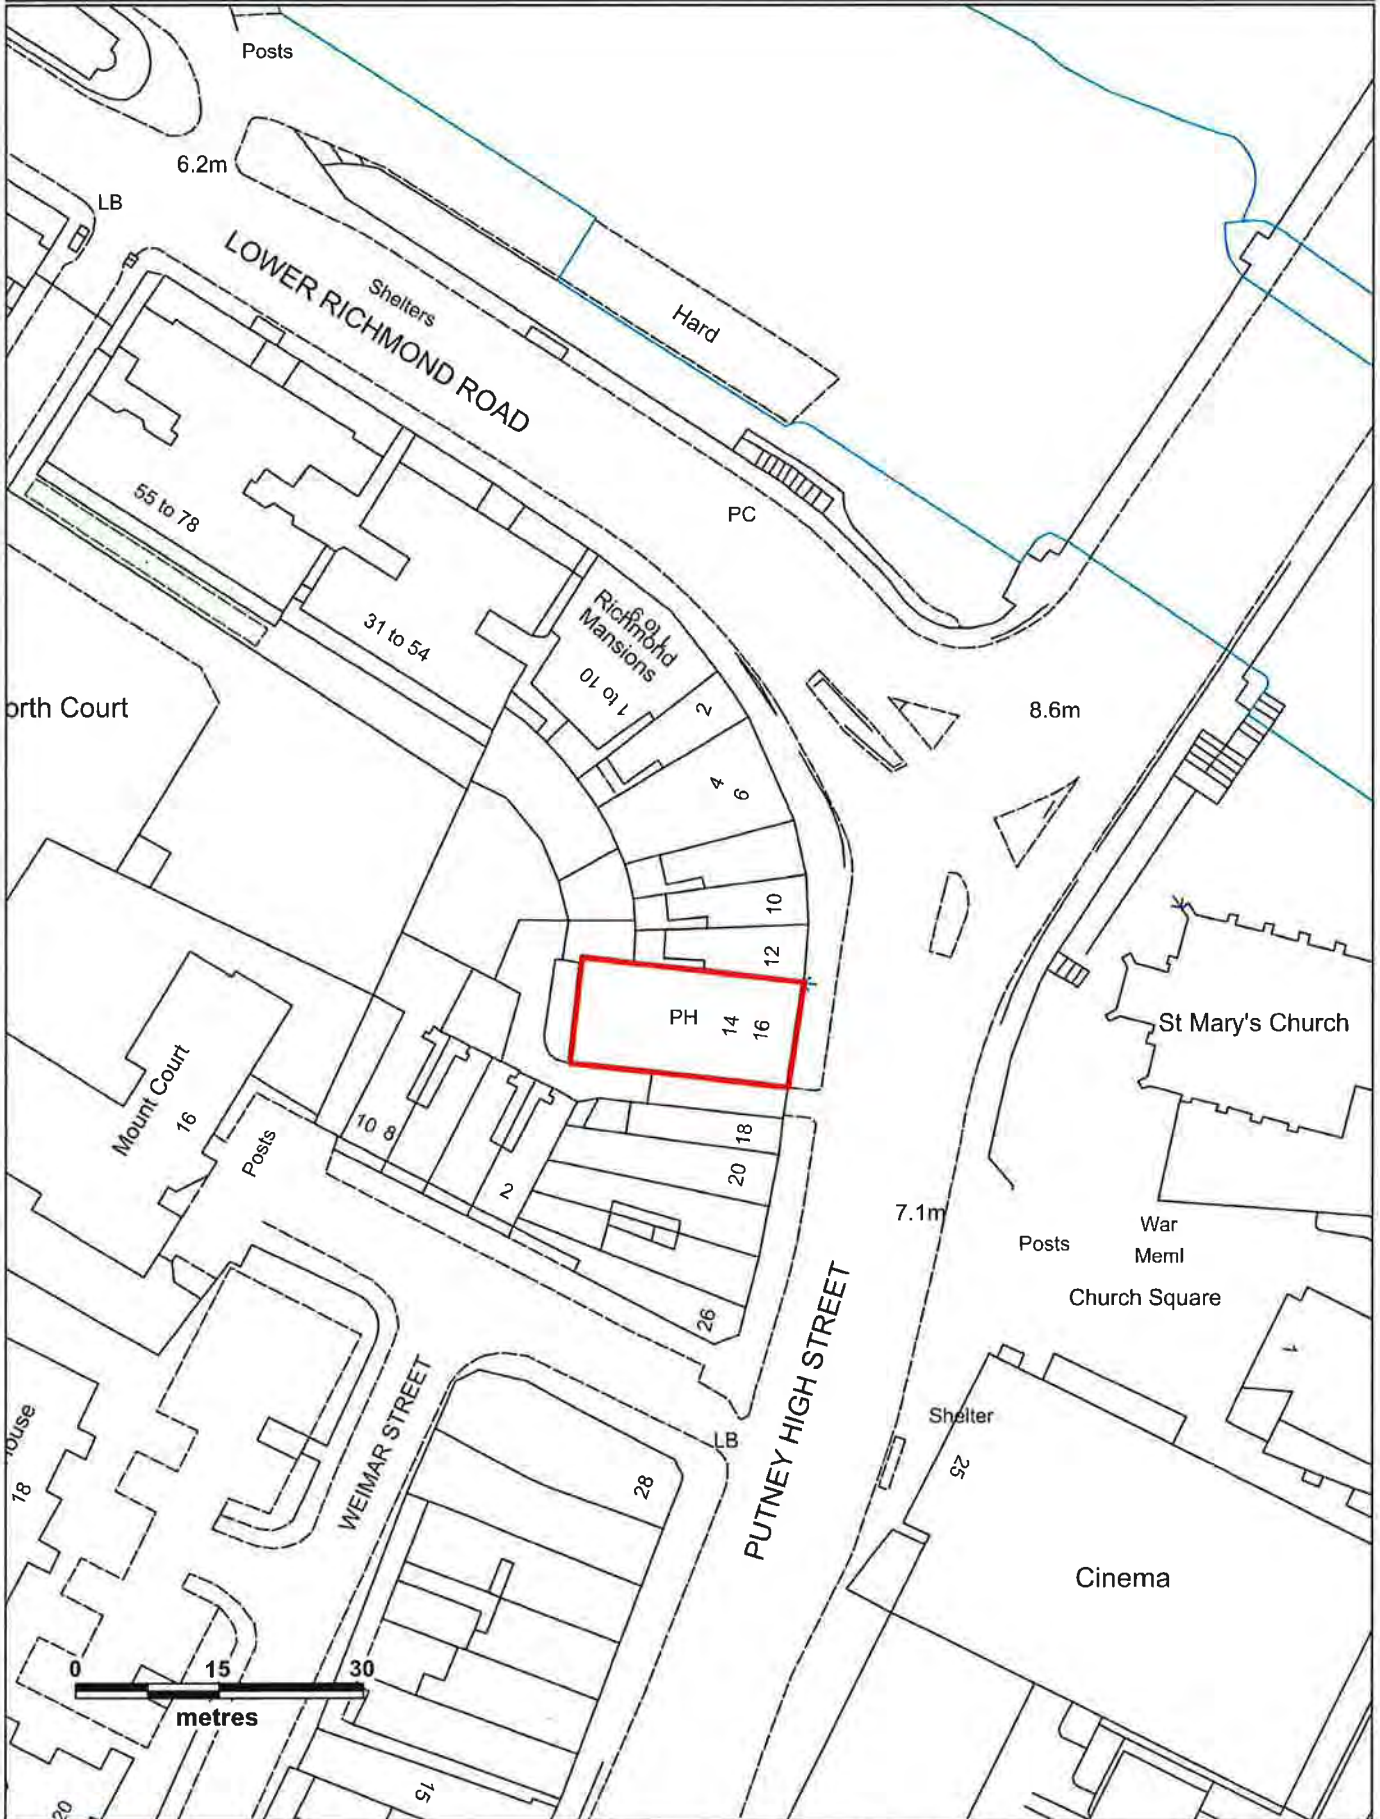 Posts
6.2m
LB
LOWER RICHMOND ROAD
Shelters
Hard
PC
55 to 78
31 to 54
1 to 9
Richmond
Mansions
1 to 10
2
4
6
8.6m
orth Court
10
12
PH
14
16
St Mary's Church
Mount Court
16
Posts
10
8
2
18
20
26
7.1m
Posts
War
Meml
Church Square
1
PUTNEY HIGH STREET
WEIMAR STREET
Shelter
25
LB
28
ouse
18
Cinema
0
15
30
metres
15
20